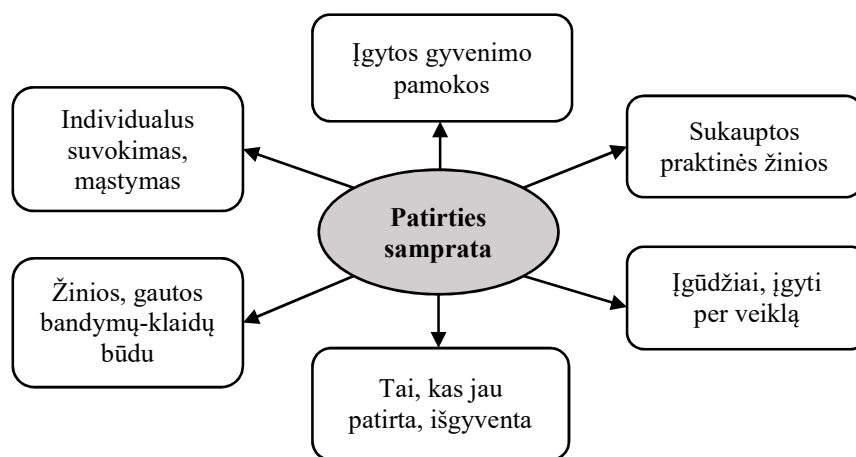 Įgytos gyvenimo
pamokos
Individualus
suvokimas,
mąstymas
Sukauptos
praktinės žinios
Patirties
samprata
Žinios, gautos
bandymų-klaidų
būdu
Įgūdžiai, įgyti
per veiklą
Tai, kas jau
patirta, išgyventa